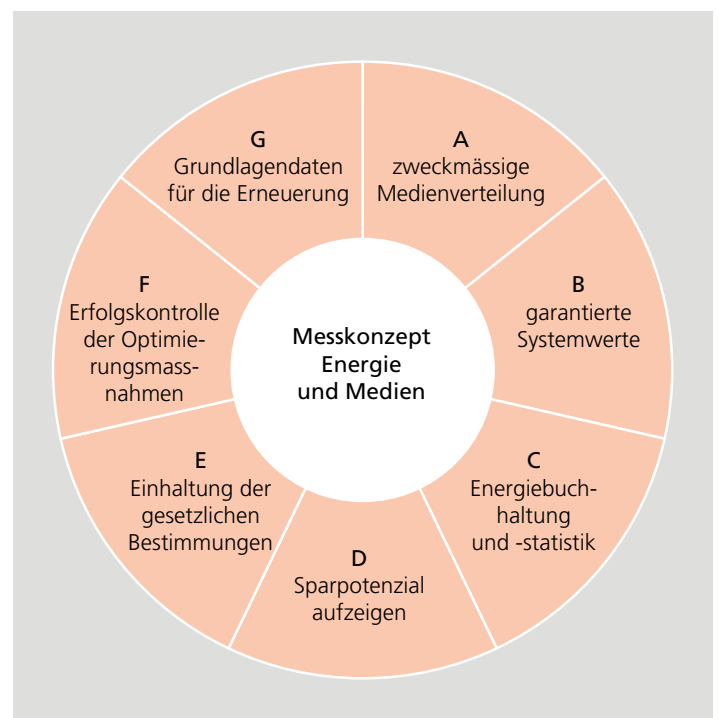 Messkonzept
Energie
und Medien
A
zweckmässige
Medienverteilung
B
garantierte
Systemwerte
C
Energiebuch-
haltung
und -statistik
D
Sparpotenzial
aufzeigen
E
Einhaltung der
gesetzlichen
Bestimmungen
F
Erfolgskontrolle
der Optimie-
rungsmass-
nahmen
G
Grundlagendaten
für die Erneuerung